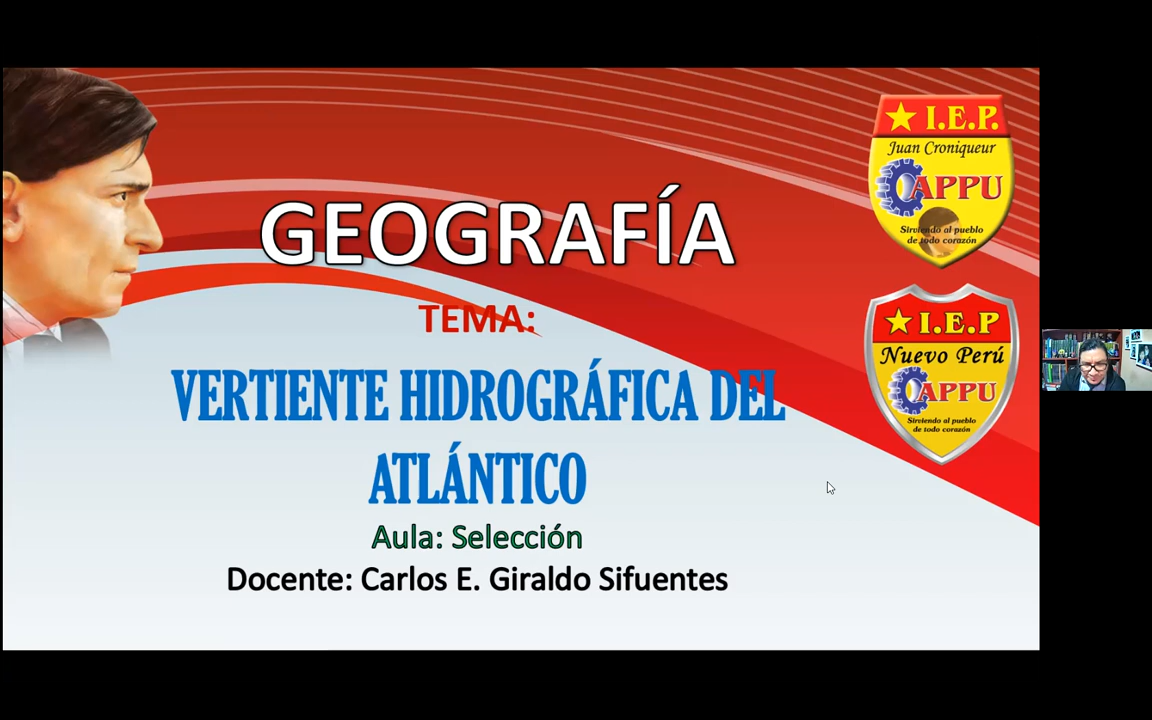 GEOGRAFÍA
TEMA:
VERTIENTE HIDROGRÁFICA DEL
ATLÁNTICO
Aula: Selección
Docente: Carlos E. Giraldo Sifuentes
I.E.P.
Juan Croniqueur
CAPPU
Sirviendo al pueblo
de todo corazón
I.E.P
Nuevo Perú
CAPPU
Sirviendo al pueblo
de todo corazón